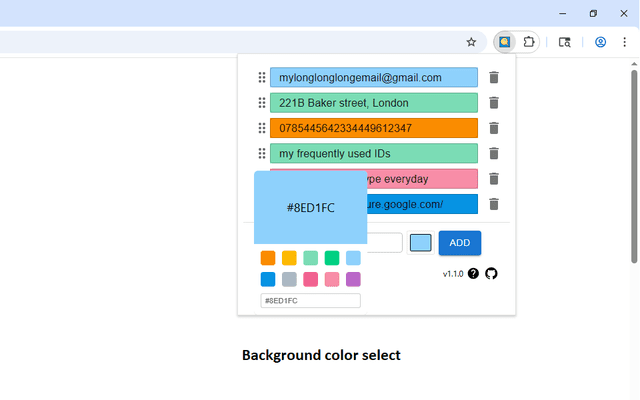 mylonglonglongemail@gmail.com
221B Baker street, London
0785445642334449612347
my frequently used IDs
ype everyday
ure.google.com/
#8ED1FC
ADD
#8ED1FC
v1.1.0
Background color select